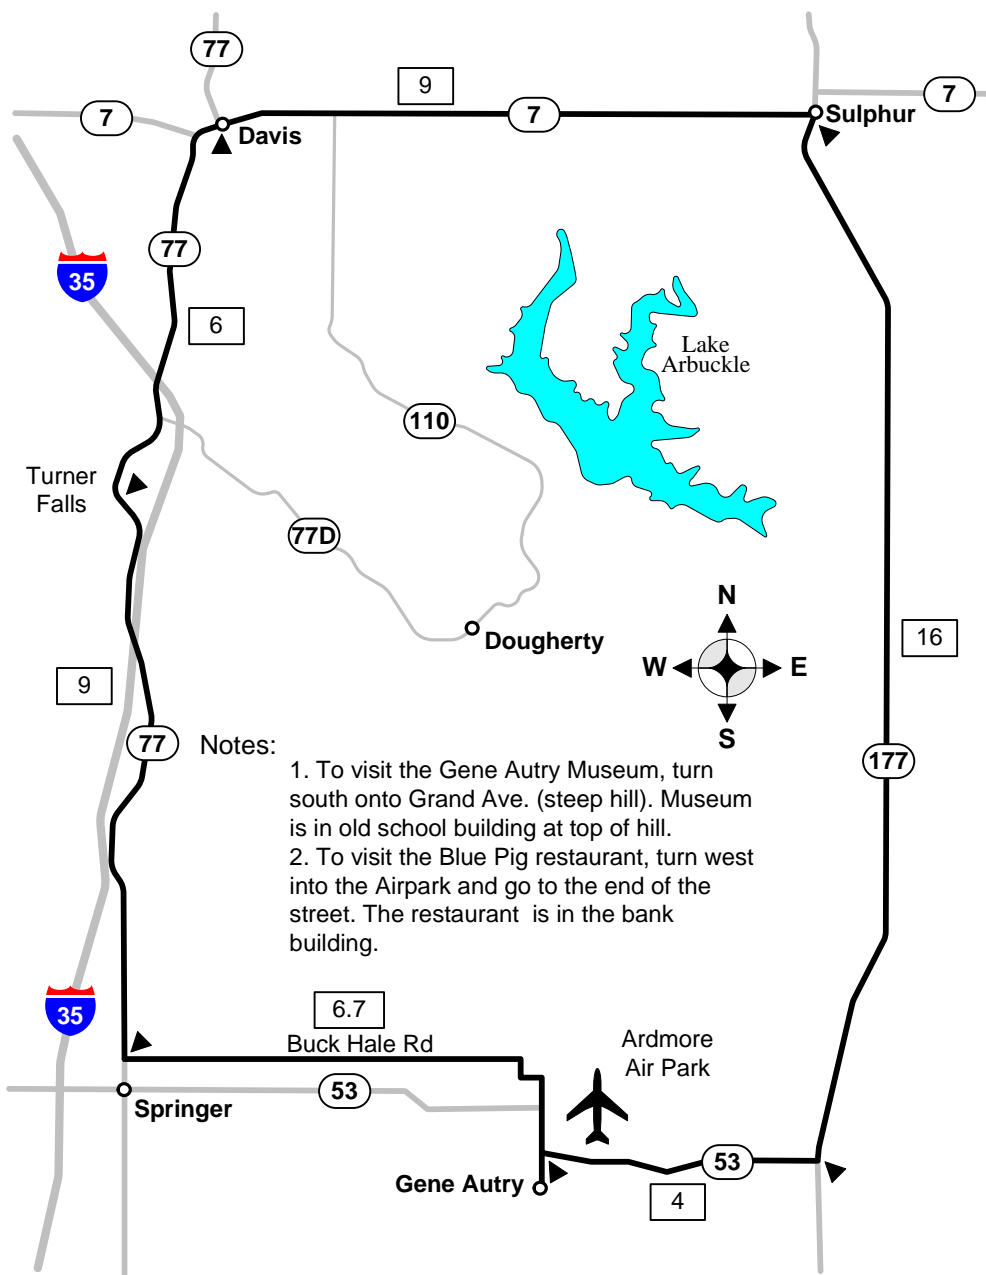 77
9
7
7
7
Sulphur
Davis
77
35
6
Lake
Arbuckle
110
Turner
Falls
77D
N
W
E
S
Dougherty
16
9
77
177
Notes:
1. To visit the Gene Autry Museum, turn
south onto Grand Ave. (steep hill). Museum
is in old school building at top of hill.
2. To visit the Blue Pig restaurant, turn west
into the Airpark and go to the end of the
street. The restaurant  is in the bank
building.
35
6.7
Buck Hale Rd
Ardmore
Air Park
53
Springer
53
Gene Autry
4